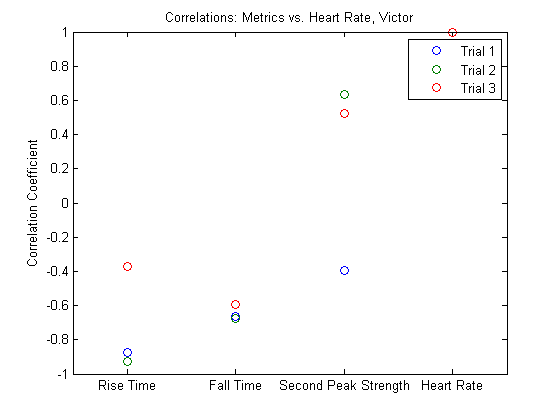 Correlations: Metrics vs. Heart Rate, Victor
Correlation Coefficient
1
0.8
0.6
0.4
0.2
0
-0.2
-0.4
-0.6
-0.8
-1
Trial 1
Trial 2
Trial 3
Rise Time
Fall Time
Second Peak Strength
Heart Rate